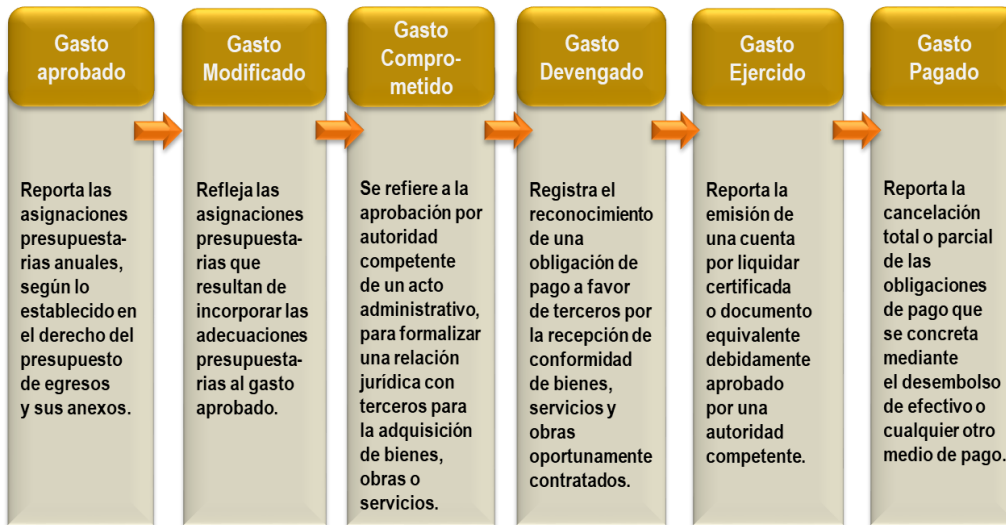 Gasto
aprobado
Reporta las
asignaciones
presupuesta-
rias anuales,
según lo
establecido en
el derecho del
presupuesto
de egresos
y sus anexos.
Gasto
Modificado
Refleja las
asignaciones
presupuesta-
rias que
resultan de
incorporar las
adecuaciones
presupuesta-
rias al gasto
aprobado.
Gasto
Compro-
metido
Se refiere a la
aprobación por
autoridad
competente
de un acto
administrativo,
para formalizar
una relación
jurídica con
terceros para
la adquisición
de bienes,
obras o
servicios.
Gasto
Devengado
Registra el
reconocimiento
de una
obligación de
pago a favor
de terceros por
la recepción de
conformidad
de bienes,
servicios y
obras
oportunamente
contratados.
Gasto
Ejercido
Reporta la
emisión de
una cuenta
por liquidar
certificada
o documento
equivalente
debidamente
aprobado
por una
autoridad
competente.
Gasto
Pagado
Reporta la
cancelación
total o parcial
de las
obligaciones
de pago que
se concreta
mediante
el desembolso
de efectivo o
cualquier otro
medio de pago.